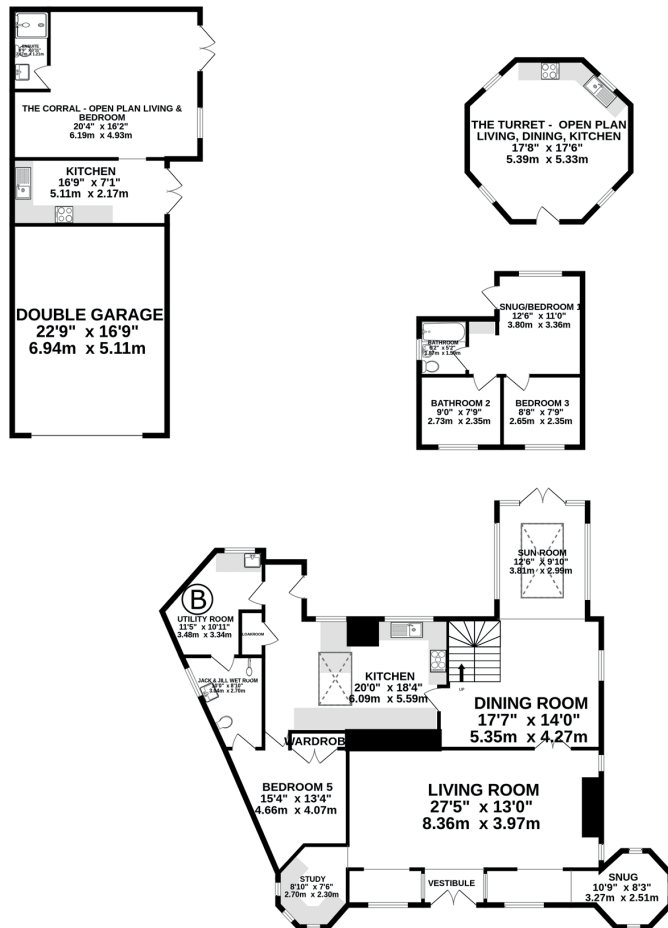 ENSUITE
THE CORRAL - OPEN PLAN LIVING &
BEDROOM
20'4" x 16'2"
6.19m x 4.93m
KITCHEN
16'9" x 7'1"
5.11m x 2.17m
DOUBLE GARAGE
22'9" x 16'9"
6.94m x 5.11m
THE TURRET - OPEN PLAN
LIVING, DINING, KITCHEN
17'8" x 17'6"
5.39m x 5.33m
SNUG/BEDROOM 1
12'6" x 11'0"
3.80m x 3.36m
BATHROOM
BATHROOM 2
9'0" x 7'9"
2.73m x 2.35m
BEDROOM 3
8'8" x 7'9"
2.65m x 2.35m
SUN ROOM
12'6" x 9'10"
3.81m x 2.99m
B
UTILITY ROOM
11'5" x 10'11"
3.48m x 3.34m
JACK & JILL WET ROOM
KITCHEN
20'0" x 18'4"
6.09m x 5.59m
UP
DINING ROOM
17'7" x 14'0"
5.35m x 4.27m
WARDROB
BEDROOM 5
15'4" x 13'4"
4.66m x 4.07m
LIVING ROOM
27'5" x 13'0"
8.36m x 3.97m
STUDY
8'10" x 7'6"
2.70m x 2.30m
VESTIBULE
SNUG
10'9" x 8'3"
3.27m x 2.51m